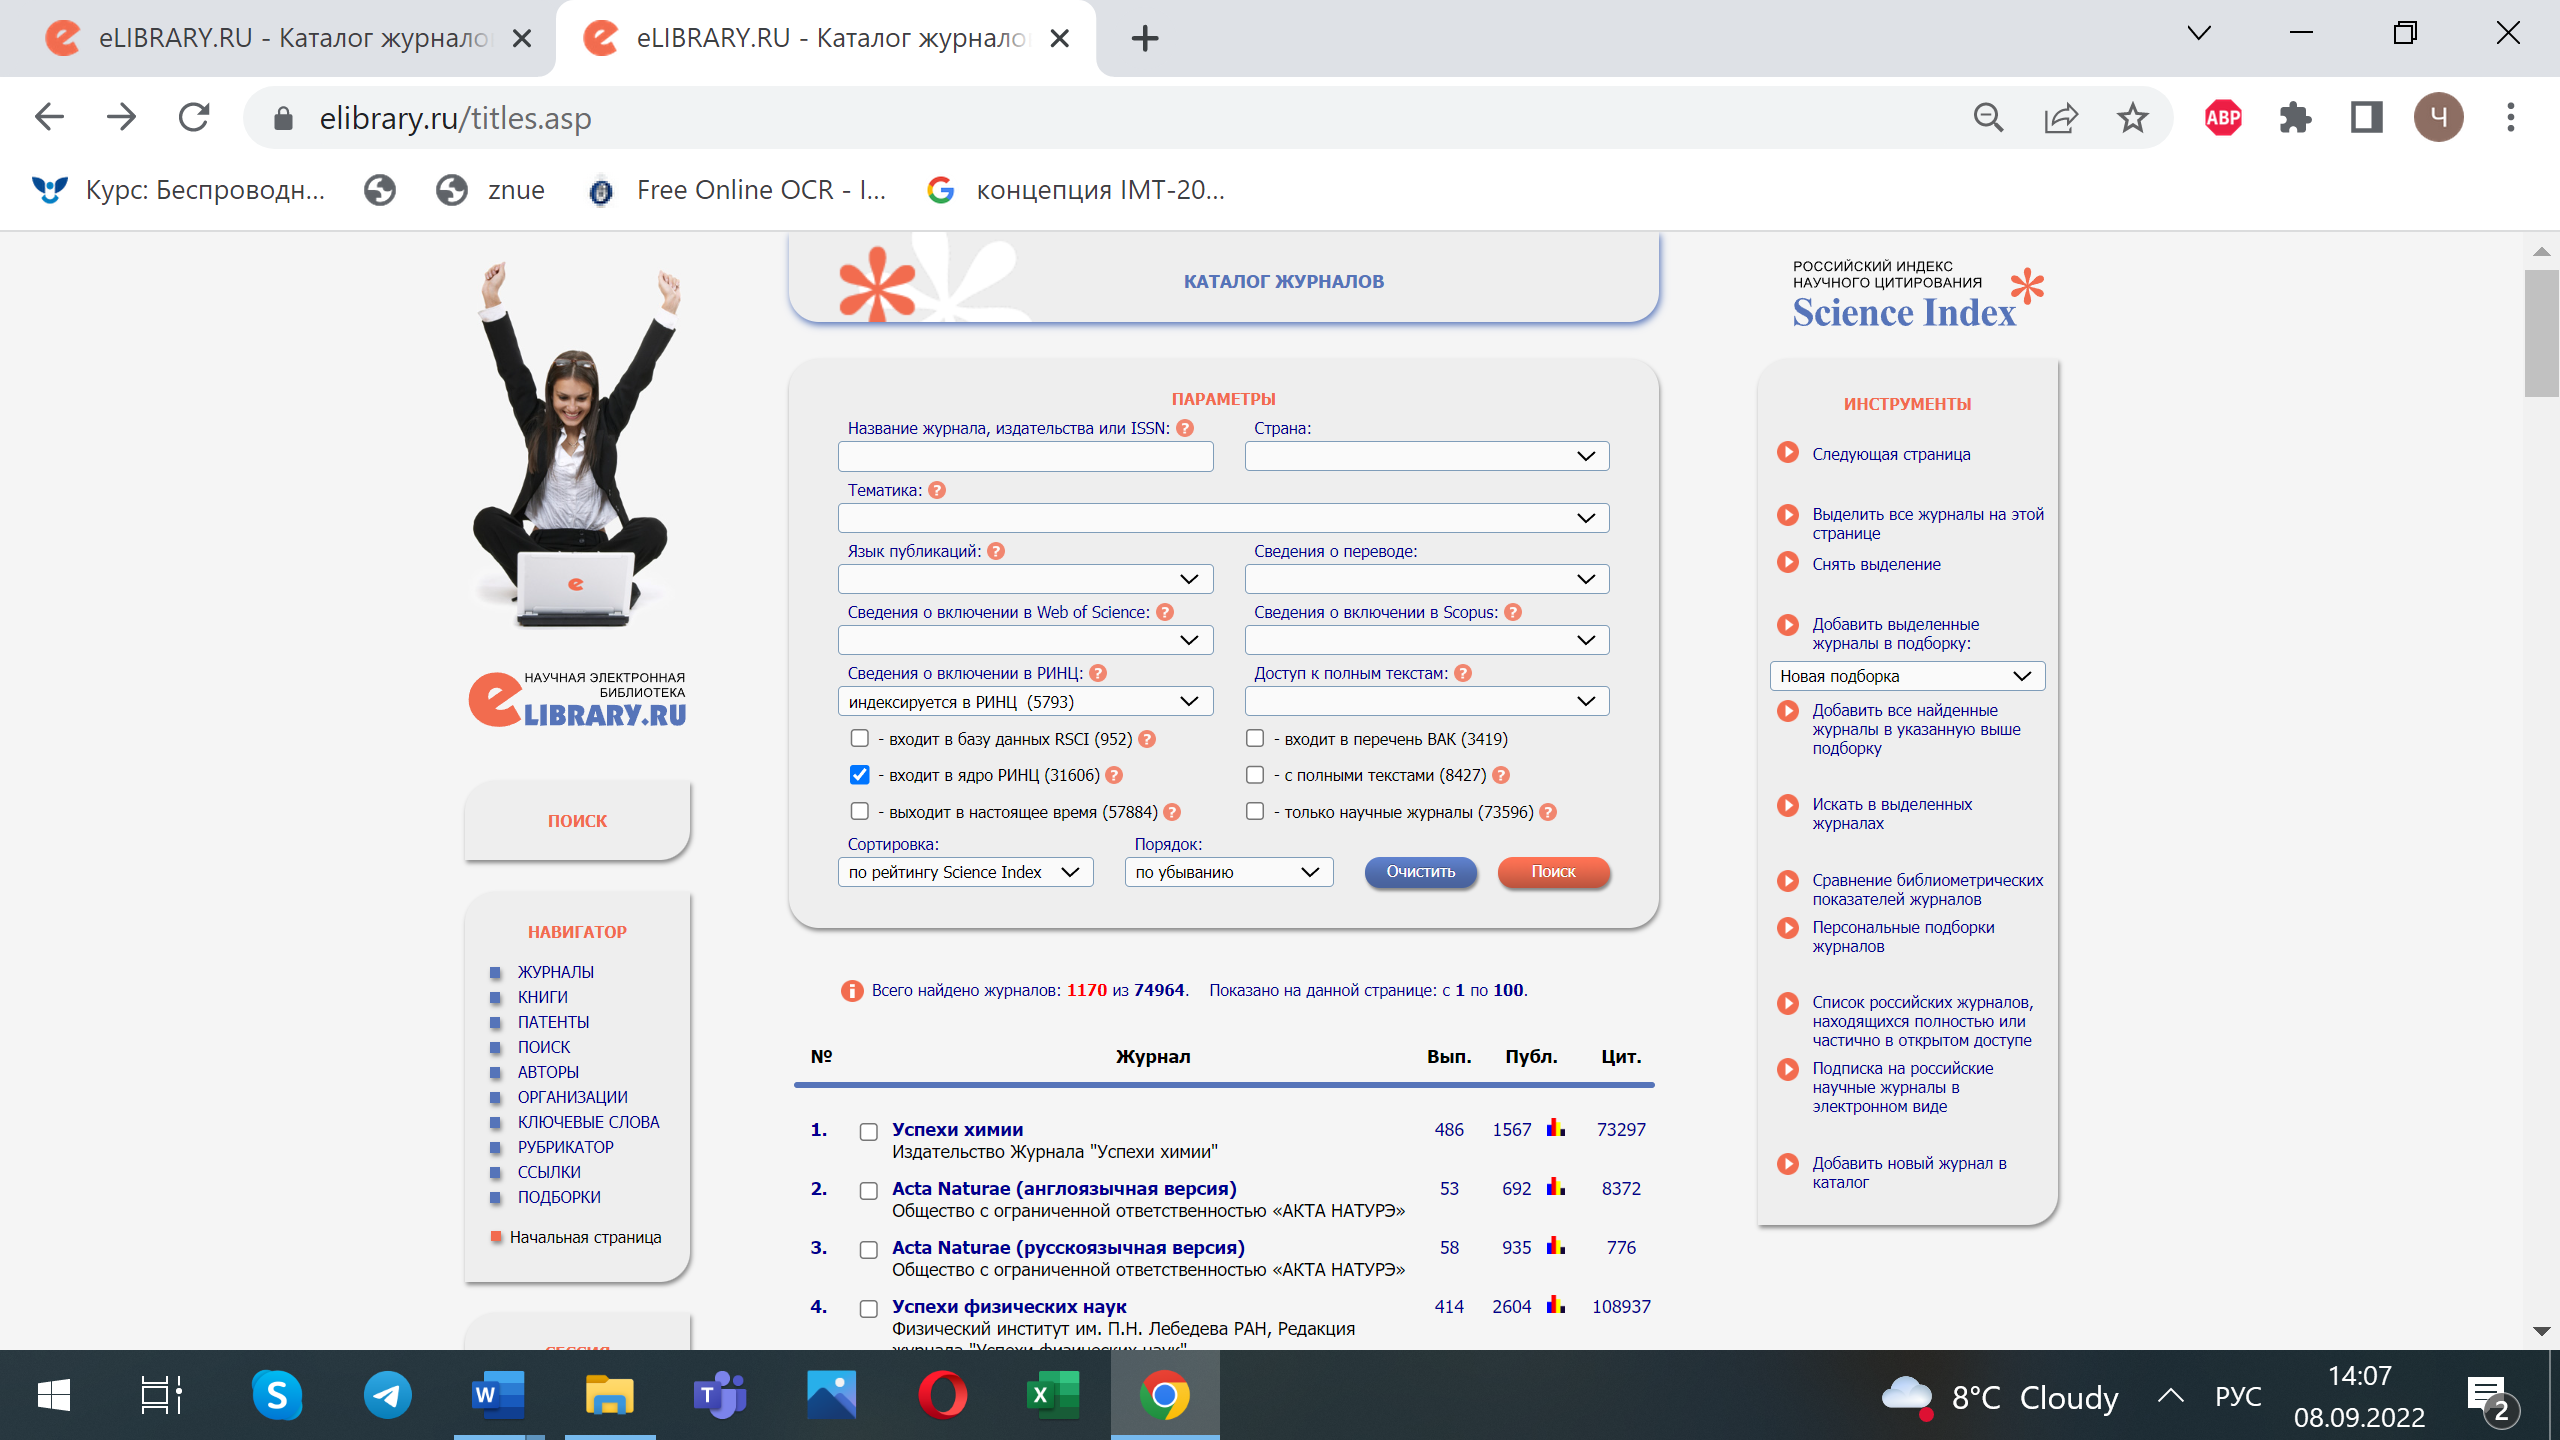 eLIBRARY.RU - Каталог журнало
eLIBRARY.RU - Каталог журнало
elibrary.ru/titles.asp
ABP
Ч
Курс: Беспроводн...
znue
Free Online OCR - I...
концепция IMT-20...
КАТАЛОГ ЖУРНАЛОВ
РОССИЙСКИЙ ИНДЕКС
НАУЧНОГО ЦИТИРОВАНИЯ
Science Index
НАУЧНАЯ ЭЛЕКТРОННАЯ
БИБЛИОТЕКА
eLIBRARY.RU
ПОИСК
НАВИГАТОР
ЖУРНАЛЫ
КНИГИ
ПАТЕНТЫ
ПОИСК
АВТОРЫ
ОРГАНИЗАЦИИ
КЛЮЧЕВЫЕ СЛОВА
РУБРИКАТОР
ССЫЛКИ
ПОДБОРКИ
Начальная страница
СЕССИЯ
ПАРАМЕТРЫ
Название журнала, издательства или ISSN: ?
Страна:
Тематика: ?
Язык публикаций: ?
Сведения о переводе:
Сведения о включении в Web of Science: ?
Сведения о включении в Scopus: ?
Сведения о включении в РИНЦ: ?
Доступ к полным текстам: ?
индексируется в РИНЦ (5793)
- входит в базу данных RSCI (952) ?
- входит в перечень ВАК (3419)
- входит в ядро РИНЦ (31606) ?
- с полными текстами (8427) ?
- выходит в настоящее время (57884) ?
- только научные журналы (73596) ?
Сортировка:
Порядок:
по рейтингу Science Index
по убыванию
Очистить
Поиск
Всего найдено журналов: 1170 из 74964. Показано на данной странице: с 1 по 100.
№ Журнал Вып. Публ. Цит.
1. Успехи химии 486 1567 73297
Издательство Журнала "Успехи химии"
2. Acta Naturae (англоязычная версия) 53 692 8372
Общество с ограниченной ответственностью «АКТА НАТУРЭ»
3. Acta Naturae (русскоязычная версия) 58 935 776
Общество с ограниченной ответственностью «АКТА НАТУРЭ»
4. Успехи физических наук 414 2604 108937
Физический институт им. П.Н. Лебедева РАН, Редакция
журнала "Успехи физических наук"
ИНСТРУМЕНТЫ
Следующая страница
Выделить все журналы на этой
странице
Снять выделение
Добавить выделенные
журналы в подборку:
Новая подборка
Добавить все найденные
журналы в указанную выше
подборку
Искать в выделенных
журналах
Сравнение библиометрических
показателей журналов
Персональные подборки
журналов
Список российских журналов,
находящихся полностью или
частично в открытом доступе
Подписка на российские
научные журналы в
электронном виде
Добавить новый журнал в
каталог
8°C Cloudy
РУС
14:07
08.09.2022
2